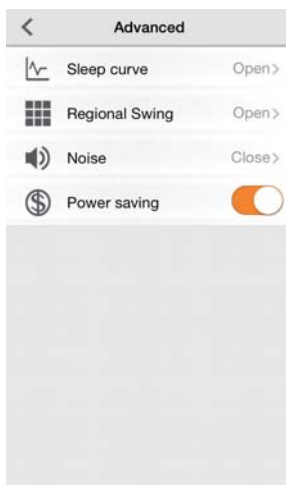 Advanced
Sleep curve Open>
Regional Swing Open>
Noise Close>
Power saving